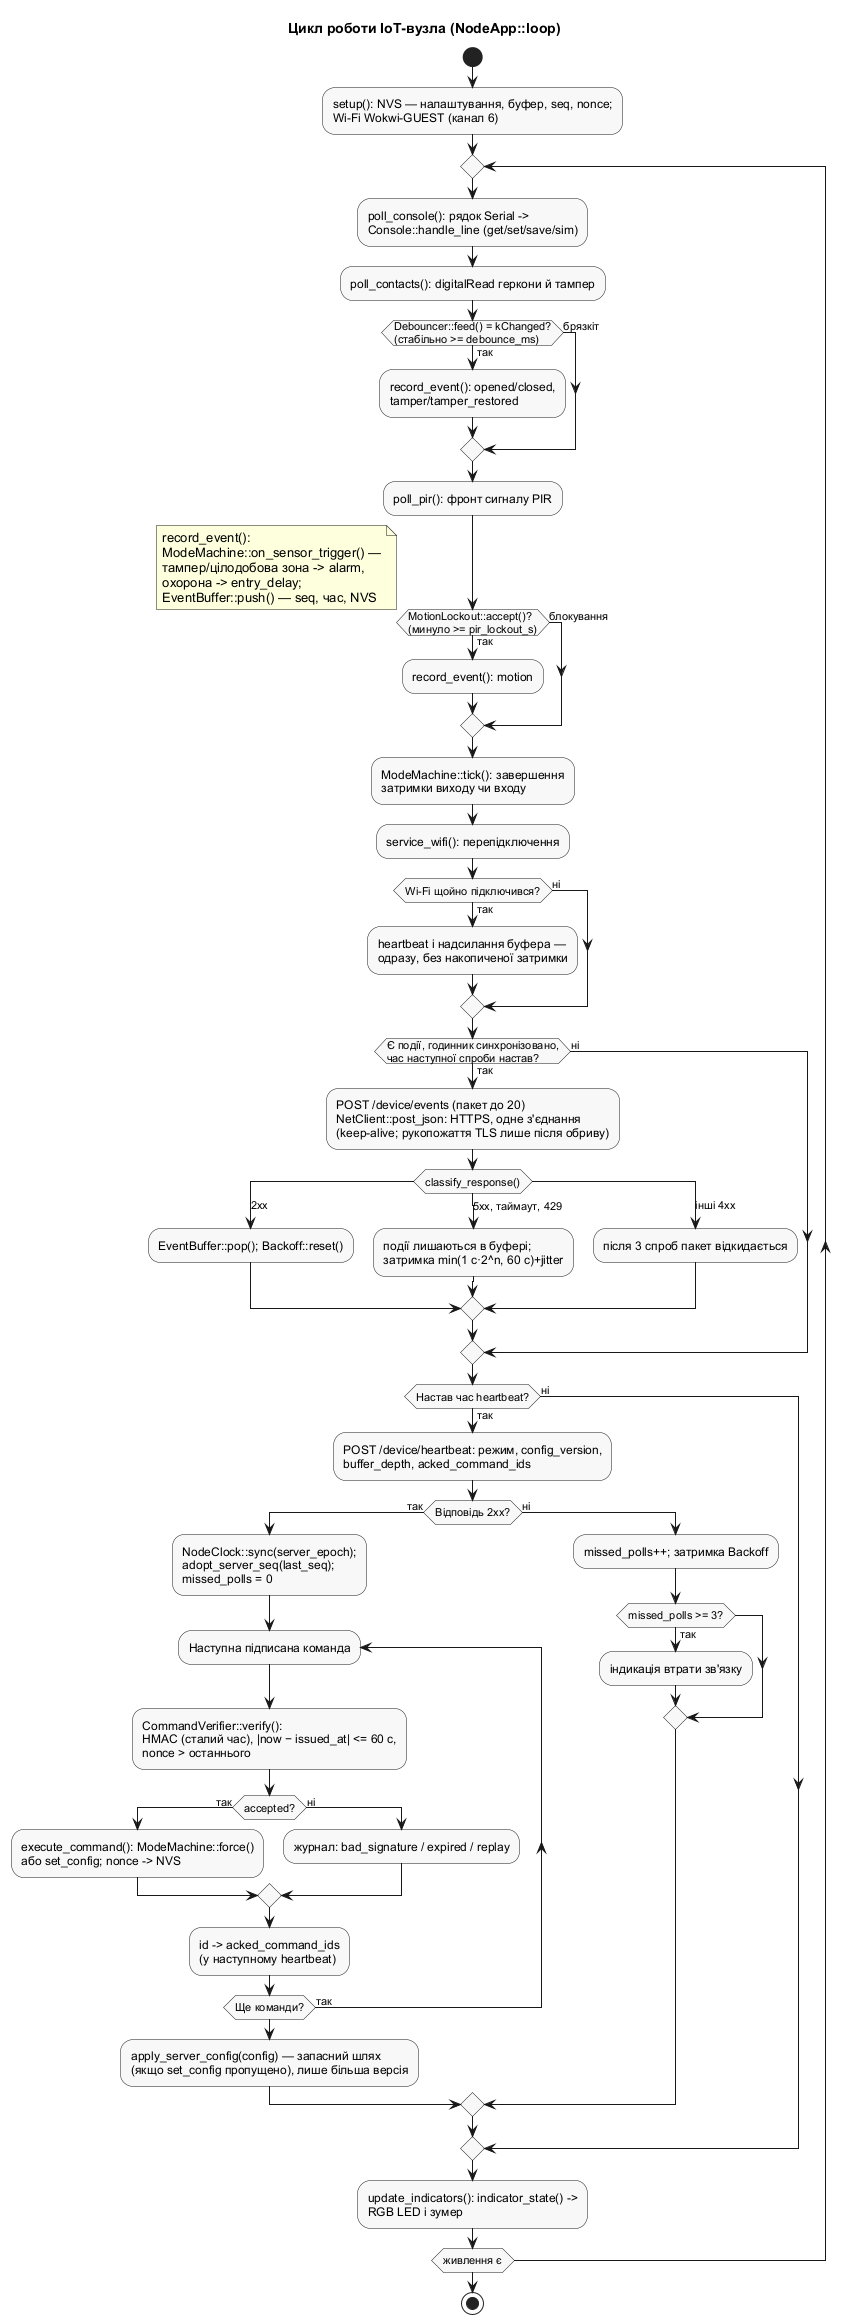 Цикл роботи IoT-вузла (NodeApp::loop)
setup(): NVS — налаштування, буфер, seq, nonce;
Wi-Fi Wokwi-GUEST (канал 6)
poll_console(): рядок Serial ->
Console::handle_line (get/set/save/sim)
poll_contacts(): digitalRead геркони й тампер
Debouncer::feed() = kChanged?
(стабільно >= debounce_ms)
брязкіт
так
record_event(): opened/closed,
tamper/tamper_restored
poll_pir(): фронт сигналу PIR
record_event():
ModeMachine::on_sensor_trigger() —
тампер/цілодобова зона -> alarm,
охорона -> entry_delay;
EventBuffer::push() — seq, час, NVS
MotionLockout::accept()?
(минуло >= pir_lockout_s)
блокування
так
record_event(): motion
ModeMachine::tick(): завершення
затримки виходу чи входу
service_wifi(): перепідключення
Wi-Fi щойно підключився?
ні
так
heartbeat і надсилання буфера —
одразу, без накопиченої затримки
Є події, годинник синхронізовано,
час наступної спроби настав?
ні
так
POST /device/events (пакет до 20)
NetClient::post_json: HTTPS, одне з'єднання
(keep-alive; рукопожаття TLS лише після обриву)
classify_response()
2xx
5xx, таймаут, 429
інші 4xx
EventBuffer::pop(); Backoff::reset()
події лишаються в буфері;
затримка min(1 с·2^n, 60 с)+jitter
після 3 спроб пакет відкидається
Настав час heartbeat?
ні
так
POST /device/heartbeat: режим, config_version,
buffer_depth, acked_command_ids
так
Відповідь 2xx?
ні
NodeClock::sync(server_epoch);
adopt_server_seq(last_seq);
missed_polls = 0
missed_polls++; затримка Backoff
missed_polls >= 3?
так
індикація втрати зв'язку
Наступна підписана команда
CommandVerifier::verify():
HMAC (сталий час), |now − issued_at| <= 60 с,
nonce > останнього
так
accepted?
ні
execute_command(): ModeMachine::force()
або set_config; nonce -> NVS
журнал: bad_signature / expired / replay
id -> acked_command_ids
(у наступному heartbeat)
Ще команди?
так
apply_server_config(config) — запасний шлях
(якщо set_config пропущено), лише більша версія
update_indicators(): indicator_state() ->
RGB LED і зумер
живлення є